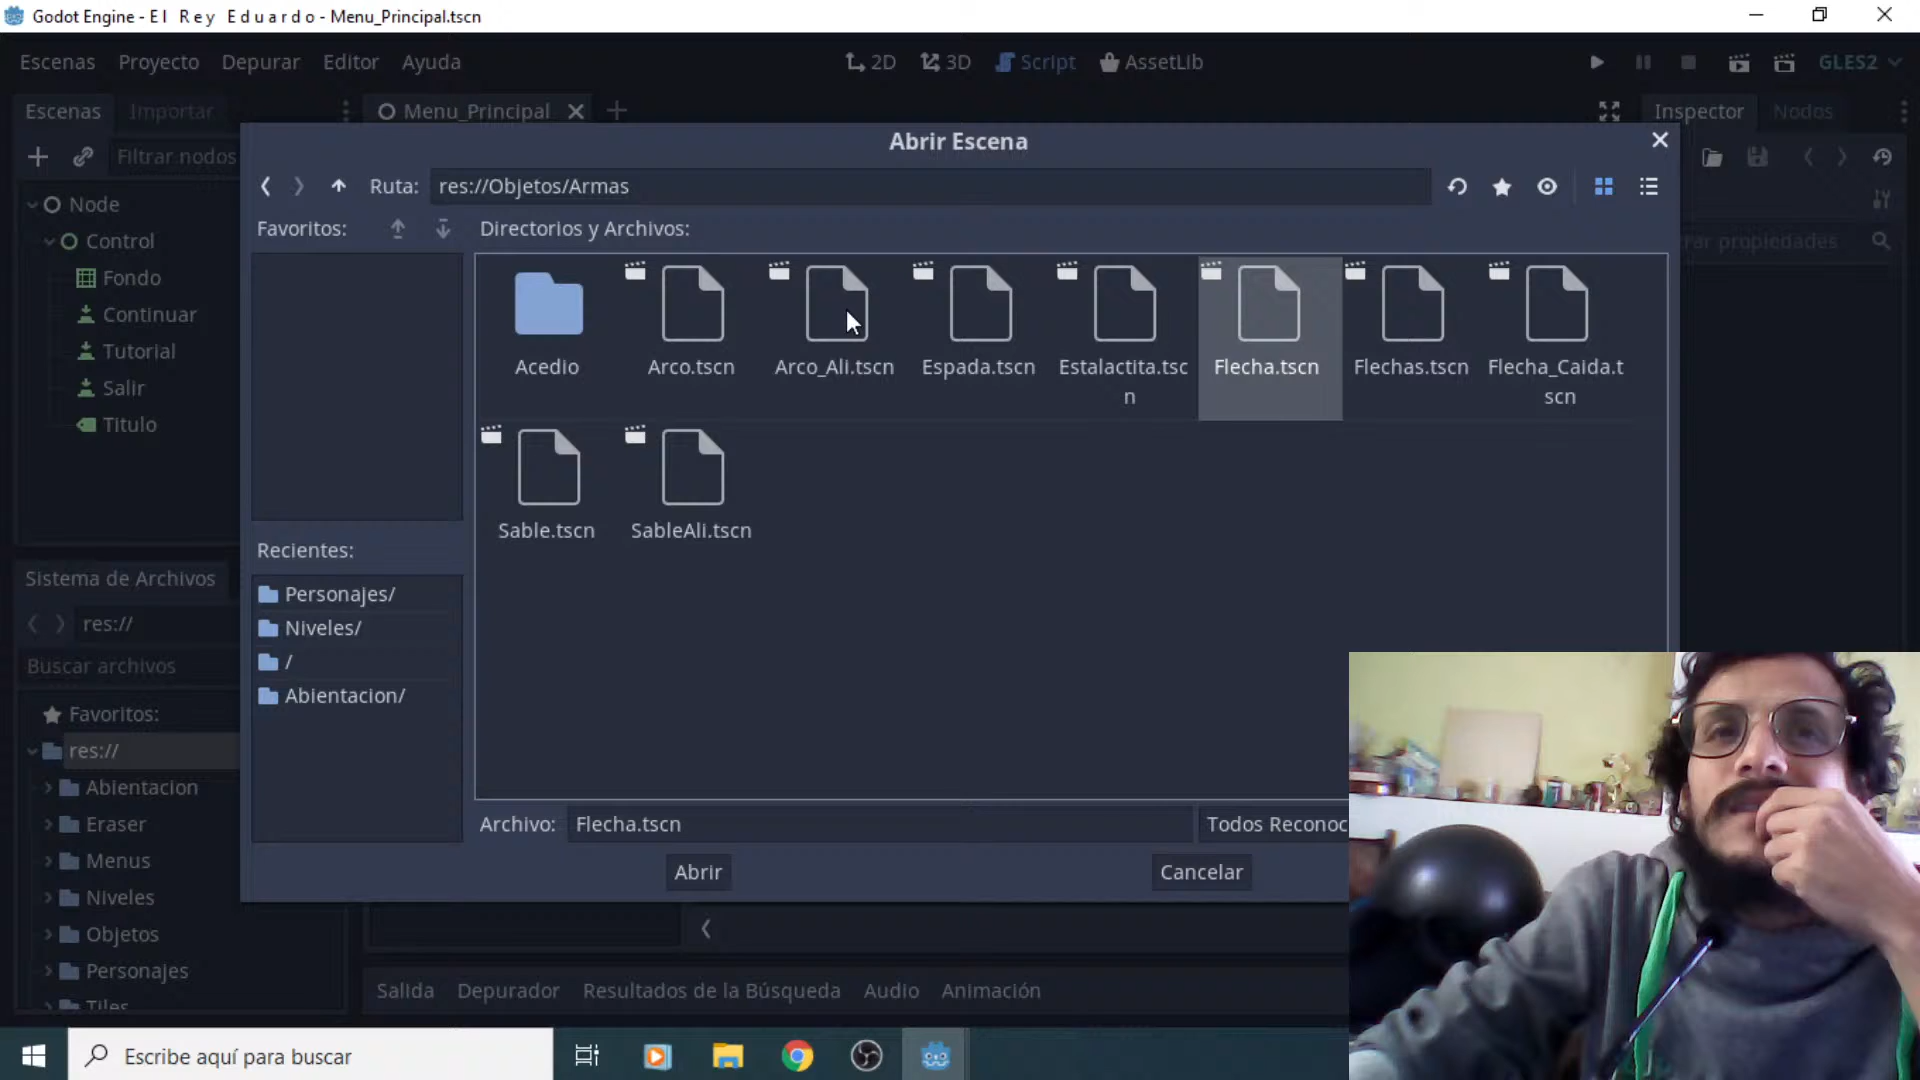 Godot Engine - El Rey Eduardo - Menu_Principal.tscn
Escenas Proyecto Depurar Editor Ayuda
2D 3D Script AssetLib
GLES2
Escenas Importar
Menu_Principal
Inspector Nodos
Filtrar nodos
Node
Control
Fondo
Continuar
Tutorial
Salir
Titulo
Abrir Escena
Ruta: res://Objetos/Armas
Favoritos:
Directorios y Archivos:
rar propiedades
Acedio
Arco.tscn
Arco_Ali.tscn
Espada.tscn
Estalactita.tsc
n
Flecha.tscn
Flechas.tscn
Flecha_Caida.t
scn
Sable.tscn
SableAli.tscn
Recientes:
Personajes/
Niveles/
/
Abientacion/
Archivo: Flecha.tscn
Todos Reconoc
Abrir
Cancelar
Sistema de Archivos
res://
Buscar archivos
Favoritos:
res://
Abientacion
Eraser
Menus
Niveles
Objetos
Personajes
Tiles
Salida Depurador Resultados de la Búsqueda Audio Animación
Escribe aquí para buscar